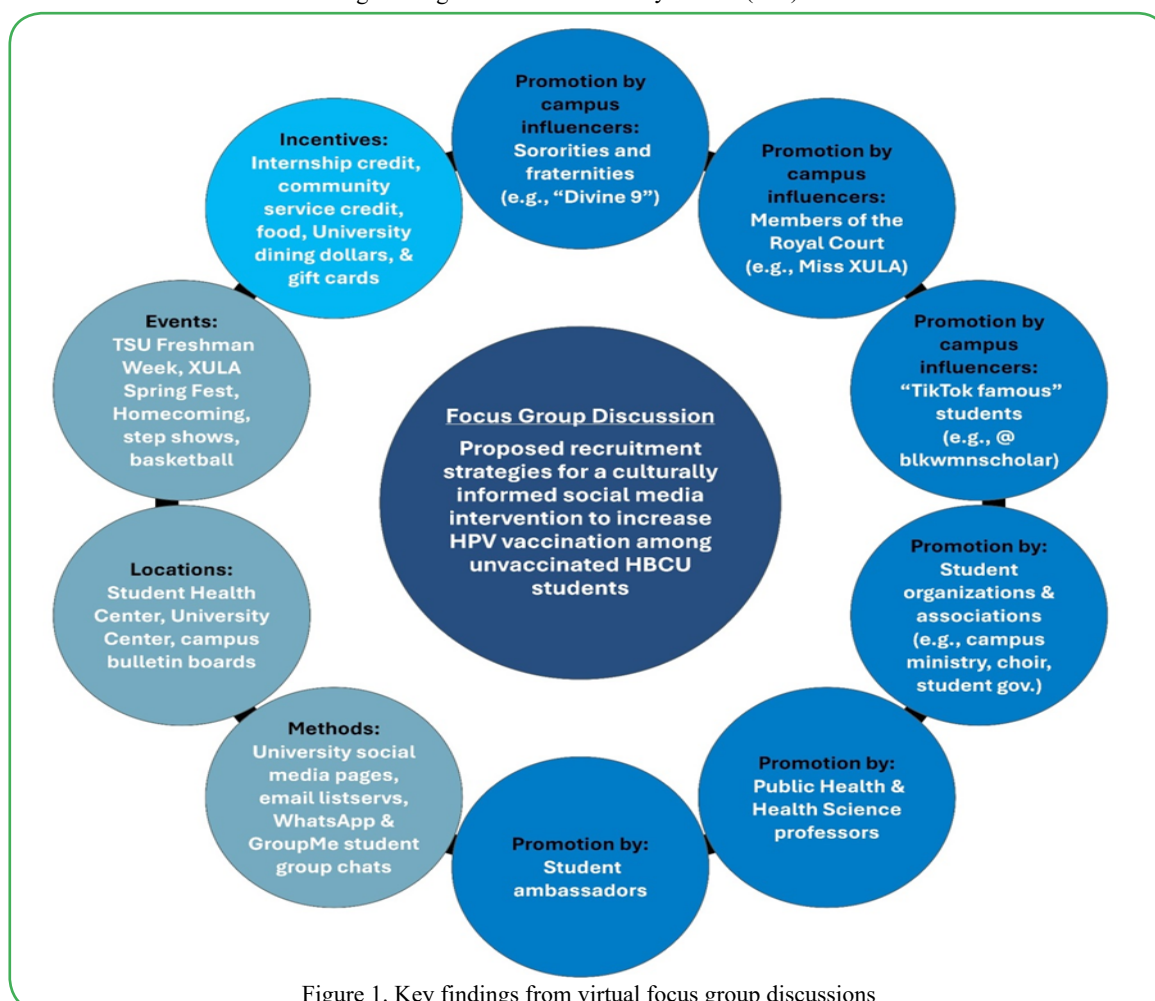 Promotion by
campus
influencers:
Sororities and
fraternities
(e.g., “Divine 9”)
Promotion by
campus
influencers:
Members of the
Royal Court
(e.g., Miss XULA)
Promotion by
campus
influencers:
“TikTok famous”
students
(e.g., @
blkwmnscholar)
Promotion by:
Student
organizations &
associations
(e.g., campus
ministry, choir,
student gov.)
Promotion by:
Public Health &
Health Science
professors
Promotion by:
Student
ambassadors
Methods:
University social
media pages,
email listservs,
WhatsApp &
GroupMe student
group chats
Locations:
Student Health
Center, University
Center, campus
bulletin boards
Events:
TSU Freshman
Week, XULA
Spring Fest,
Homecoming,
step shows,
basketball
Incentives:
Internship credit,
community
service credit,
food, University
dining dollars, &
gift cards
Focus Group Discussion
Proposed recruitment
strategies for a culturally
informed social media
intervention to increase
HPV vaccination among
unvaccinated HBCU
students
Figure 1. Key findings from virtual focus group discussions